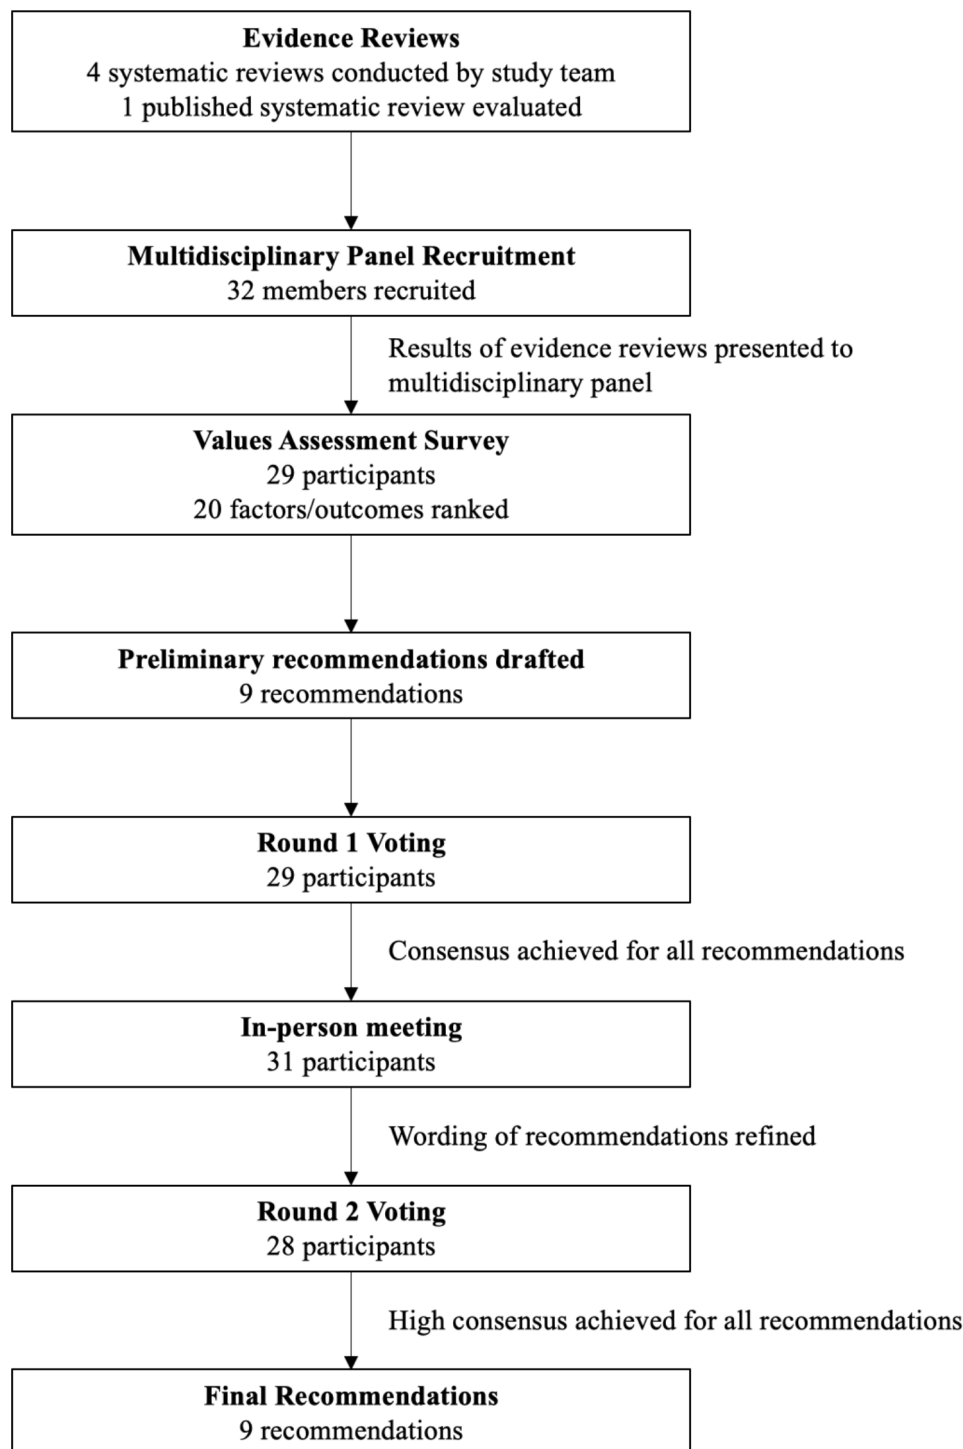 Evidence Reviews
4 systematic reviews conducted by study team
1 published systematic review evaluated
Multidisciplinary Panel Recruitment
32 members recruited
Results of evidence reviews presented to
multidisciplinary panel
Values Assessment Survey
29 participants
20 factors/outcomes ranked
Preliminary recommendations drafted
9 recommendations
Round 1 Voting
29 participants
Consensus achieved for all recommendations
In-person meeting
31 participants
Wording of recommendations refined
Round 2 Voting
28 participants
High consensus achieved for all recommendations
Final Recommendations
9 recommendations